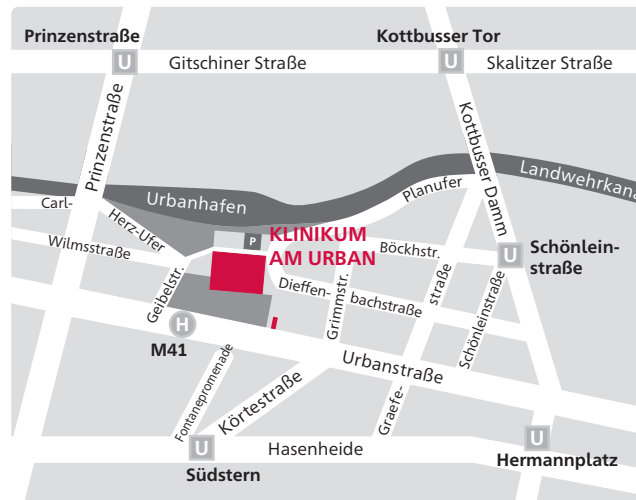 Prinzenstraße
Kottbusser Tor
U
Gitschiner Straße
U
Skalitzer Straße
Prinzenstraße
Kottbusser Damm
Landwehrkana
Urbanhafen
Planufer
Carl-
Herz-Ufer
P
KLINIKUM
AM URBAN
Wilmsstraße
Böckhstr.
U
Schönlein-
straße
Geibelstr.
Dieffen-
bachstraße
Grimmstr.
straße
Schönleinstraße
H
M41
Urbanstraße
Fontanepromenade
Körtestraße
Graefe-
U
Südstern
Hasenheide
U
Hermannplatz